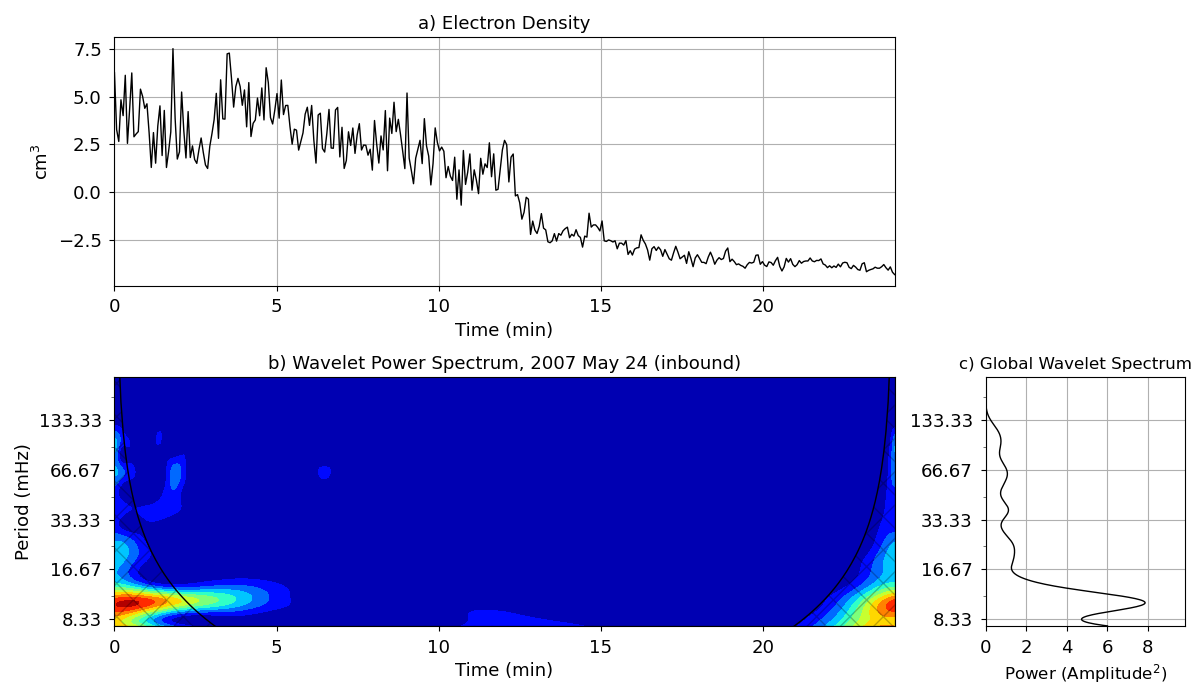 a) Electron Density
7.5
5.0
2.5
0.0
−2.5
cm³
0 5 10 15 20
Time (min)
b) Wavelet Power Spectrum, 2007 May 24 (inbound)
133.33
66.67
33.33
16.67
8.33
Period (mHz)
0 5 10 15 20
Time (min)
c) Global Wavelet Spectrum
133.33
66.67
33.33
16.67
8.33
0 2 4 6 8
Power (Amplitude²)